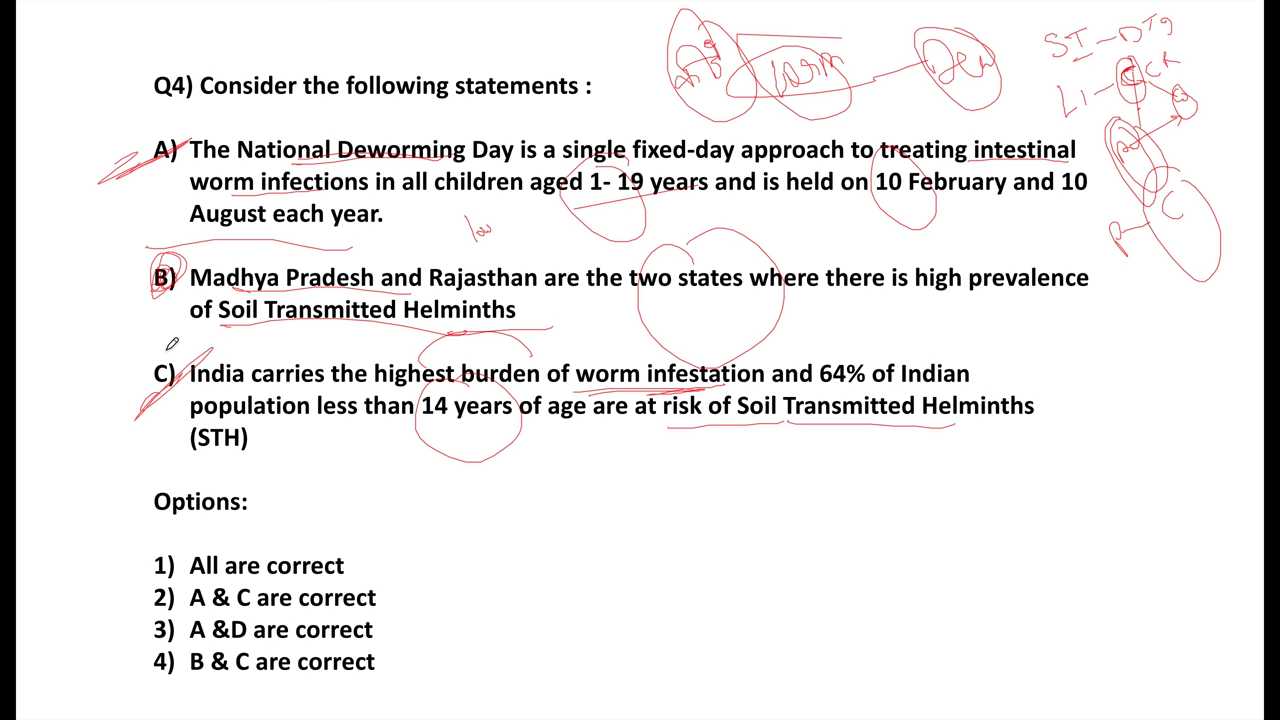 Q4) Consider the following statements :
A) The National Deworming Day is a single fixed-day approach to treating intestinal
worm infections in all children aged 1- 19 years and is held on 10 February and 10
August each year.
B) Madhya Pradesh and Rajasthan are the two states where there is high prevalence
of Soil Transmitted Helminths
C) India carries the highest burden of worm infestation and 64% of Indian
population less than 14 years of age are at risk of Soil Transmitted Helminths
(STH)
Options:
1) All are correct
2) A & C are correct
3) A &D are correct
4) B & C are correct
worm